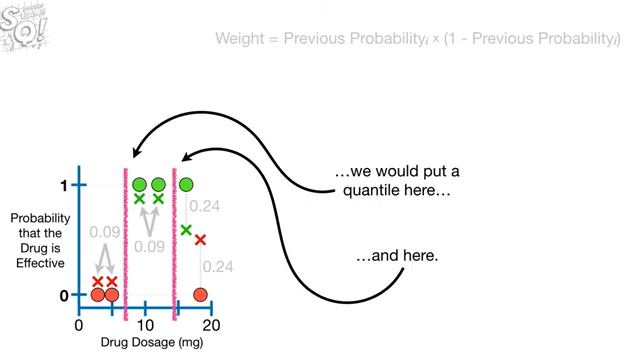 SQ!
Weight = Previous Probabilityᵢ × (1 - Previous Probabilityᵢ)
…we would put a
quantile here…
…and here.
1
0.24
Probability
that the
Drug is
Effective
0.09
0.09
0.24
0
0 10 20
Drug Dosage (mg)